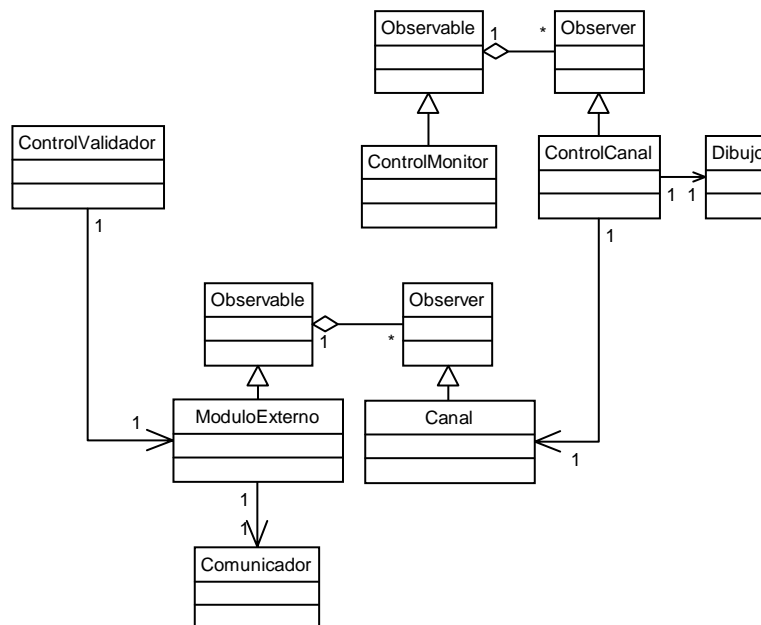 Observable
1
*
Observer
ControlValidador
ControlMonitor
ControlCanal
Dibujo
1
1
1
1
Observable
1
*
Observer
1
ModuloExterno
Canal
1
1
1
Comunicador